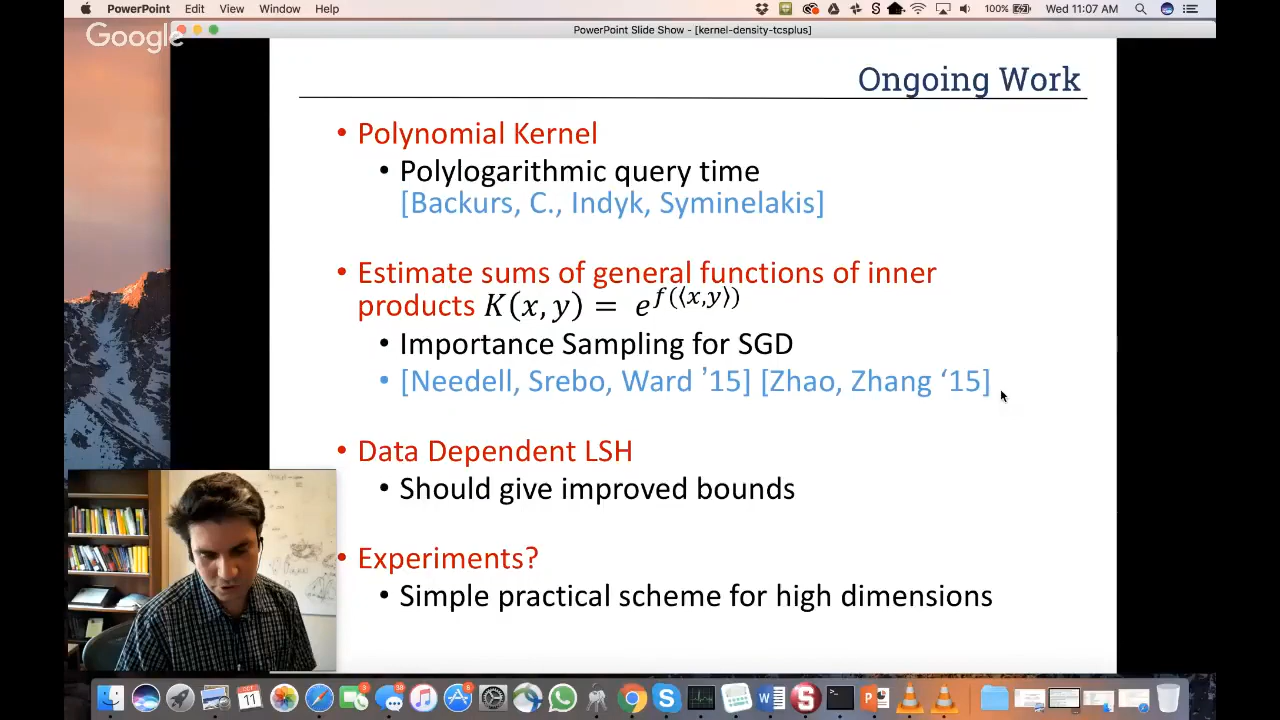 PowerPoint Edit View Window Help 100% Wed 11:07 AM
Google
PowerPoint Slide Show - [kernel-density-tcsplus]
Ongoing Work
• Polynomial Kernel
• Polylogarithmic query time
[Backurs, C., Indyk, Syminelakis]
• Estimate sums of general functions of inner
products K(x, y) = e^f(⟨x,y⟩)
• Importance Sampling for SGD
• [Needell, Srebo, Ward ’15] [Zhao, Zhang ‘15]
• Data Dependent LSH
• Should give improved bounds
• Experiments?
• Simple practical scheme for high dimensions